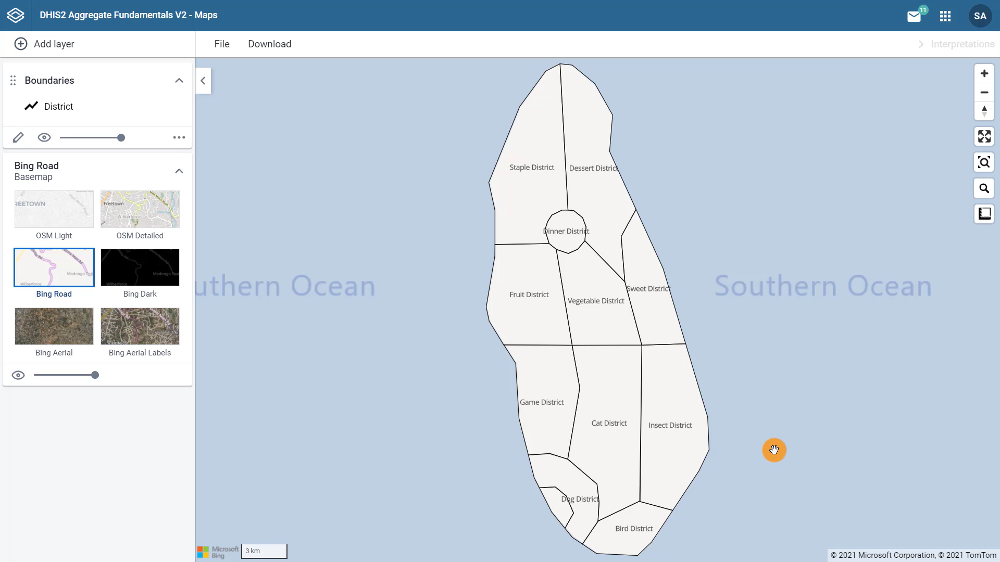 DHIS2 Aggregate Fundamentals V2 - Maps
11
SA
Add layer
File
Download
Interpretations
Boundaries
District
Bing Road
Basemap
REETOWN
Freetown
Wilberforce
OSM Light
OSM Detailed
Wilberforce
Madongo
Wilberforce
Madongo
Bing Road
Bing Dark
Wilberforce
Bing Aerial
Bing Aerial Labels
Staple District
Dessert District
Dinner District
uthern Ocean
Southern Ocean
Fruit District
Vegetable District
Sweet District
Game District
Cat District
Insect District
Dog District
Bird District
Microsoft
Bing
3 km
© 2021 Microsoft Corporation, © 2021 TomTom